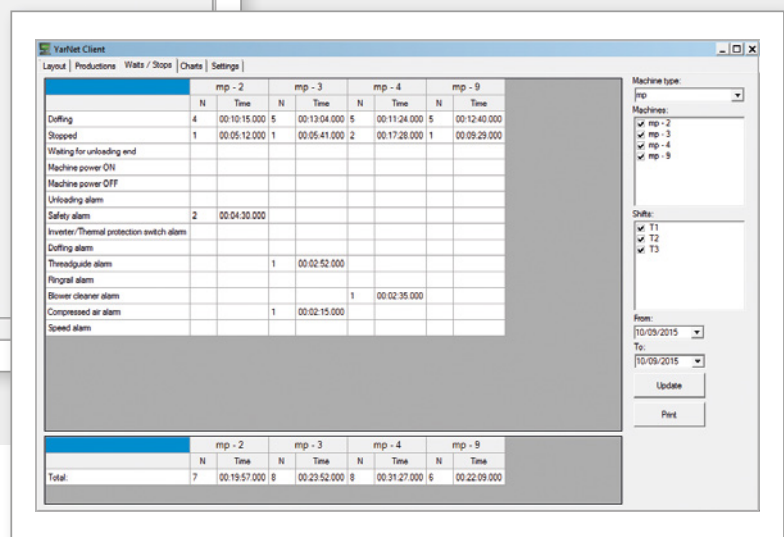 YarNet Client
Layout Productions Waits / Stops Charts Settings
mp - 2 mp - 3 mp - 4 mp - 9
N Time N Time N Time N Time
Doffing 4 00:10:15.000 5 00:13:04.000 5 00:11:24.000 5 00:12:40.000
Stopped 1 00:05:12.000 1 00:05:41.000 2 00:17:28.000 1 00:09:29.000
Waiting for unloading end
Machine power ON
Machine power OFF
Unloading alarm
Safety alarm 2 00:04:30.000
Inverter/Thermal protection switch alarm
Doffing alarm
Threadguide alarm 1 00:02:52.000
Ringrail alarm
Blower cleaner alarm 1 00:02:35.000
Compressed air alarm 1 00:02:15.000
Speed alarm
mp - 2 mp - 3 mp - 4 mp - 9
N Time N Time N Time N Time
Total: 7 00:19:57.000 8 00:23:52.000 8 00:31:27.000 6 00:22:09.000
Machine type:
mp
Machines:
mp - 2
mp - 3
mp - 4
mp - 9
Shifts:
T1
T2
T3
From:
10/09/2015
To:
10/09/2015
Update
Print